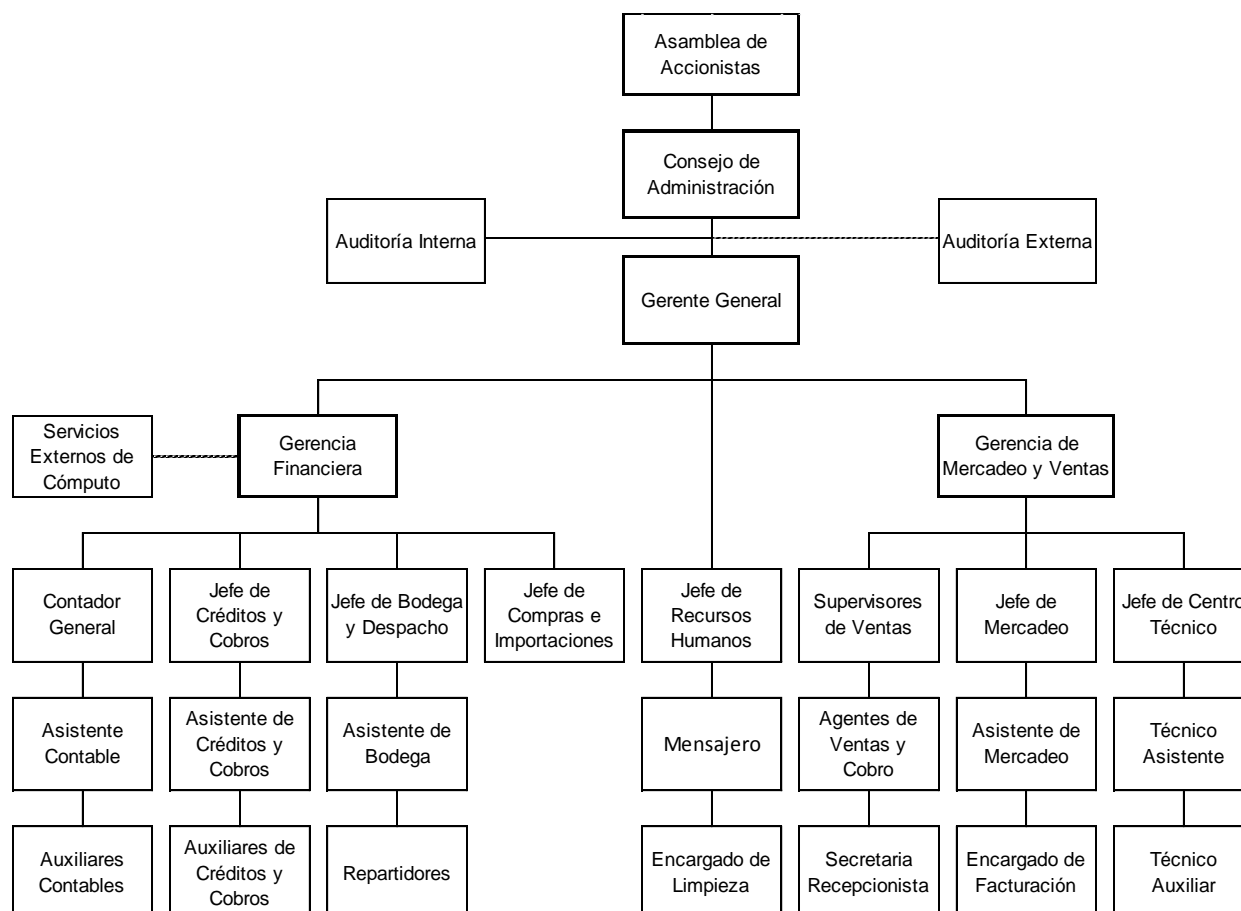 Asamblea de
Accionistas
Consejo de
Administración
Auditoría Interna
Auditoría Externa
Gerente General
Servicios
Externos de
Cómputo
Gerencia
Financiera
Gerencia de
Mercadeo y Ventas
Contador
General
Jefe de
Créditos y
Cobros
Jefe de Bodega
y Despacho
Jefe de
Compras e
Importaciones
Jefe de
Recursos
Humanos
Supervisores
de Ventas
Jefe de
Mercadeo
Jefe de Centro
Técnico
Asistente
Contable
Asistente de
Créditos y
Cobros
Asistente de
Bodega
Mensajero
Agentes de
Ventas y
Cobro
Asistente de
Mercadeo
Técnico
Asistente
Auxiliares
Contables
Auxiliares de
Créditos y
Cobros
Repartidores
Encargado de
Limpieza
Secretaria
Recepcionista
Encargado de
Facturación
Técnico
Auxiliar